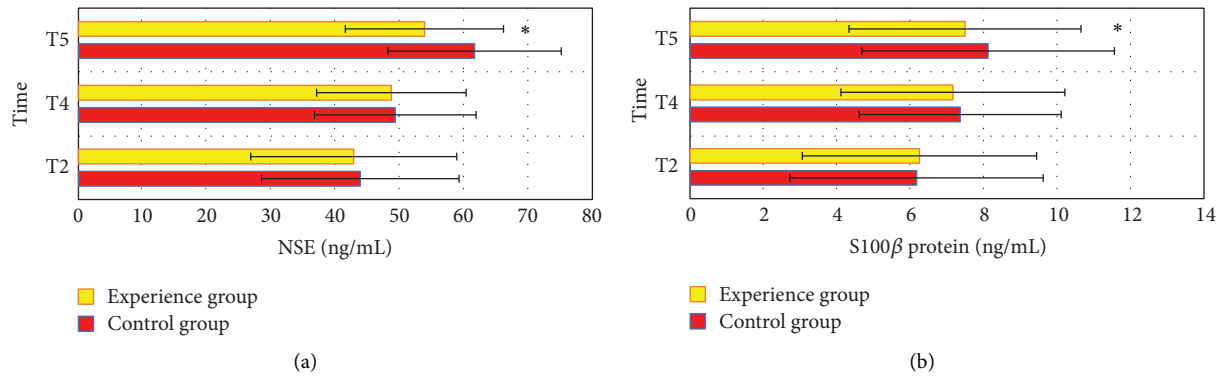 T5
*
T4
T2
Time
0 10 20 30 40 50 60 70 80
NSE (ng/mL)
Experience group
Control group
(a)
T5
*
T4
T2
Time
0 2 4 6 8 10 12 14
S100β protein (ng/mL)
Experience group
Control group
(b)